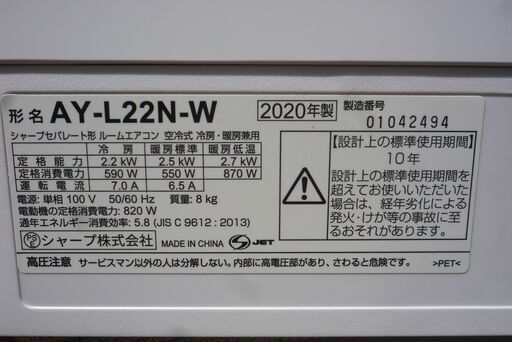 形名 AY-L22N-W 2020年製 製造番号 01042494
シャープセパレート形 ルームエアコン 空冷式 冷房・暖房兼用
冷房 暖房標準 暖房低温
定格能力 2.2 kW 2.5 kW 2.7 kW
定格消費電力 590 W 550 W 870 W
運転電流 7.0 A 6.5 A
電源: 単相 100 V 50/60 Hz 質量: 8 kg
電動機の定格消費電力: 820 W
通年エネルギー消費効率: 5.8 (JIS C 9612 : 2013)
PSE シャープ株式会社 MADE IN CHINA S JET
【設計上の標準使用期間】
10年
設計上の標準使用期間を
超えてお使いいただいた
場合は、経年劣化による
発火・けが等の事故に至
るおそれがあります。
高圧注意 サービスマン以外の人は分解しない。内部に高電圧部があり、さわると危険です。 >PET<